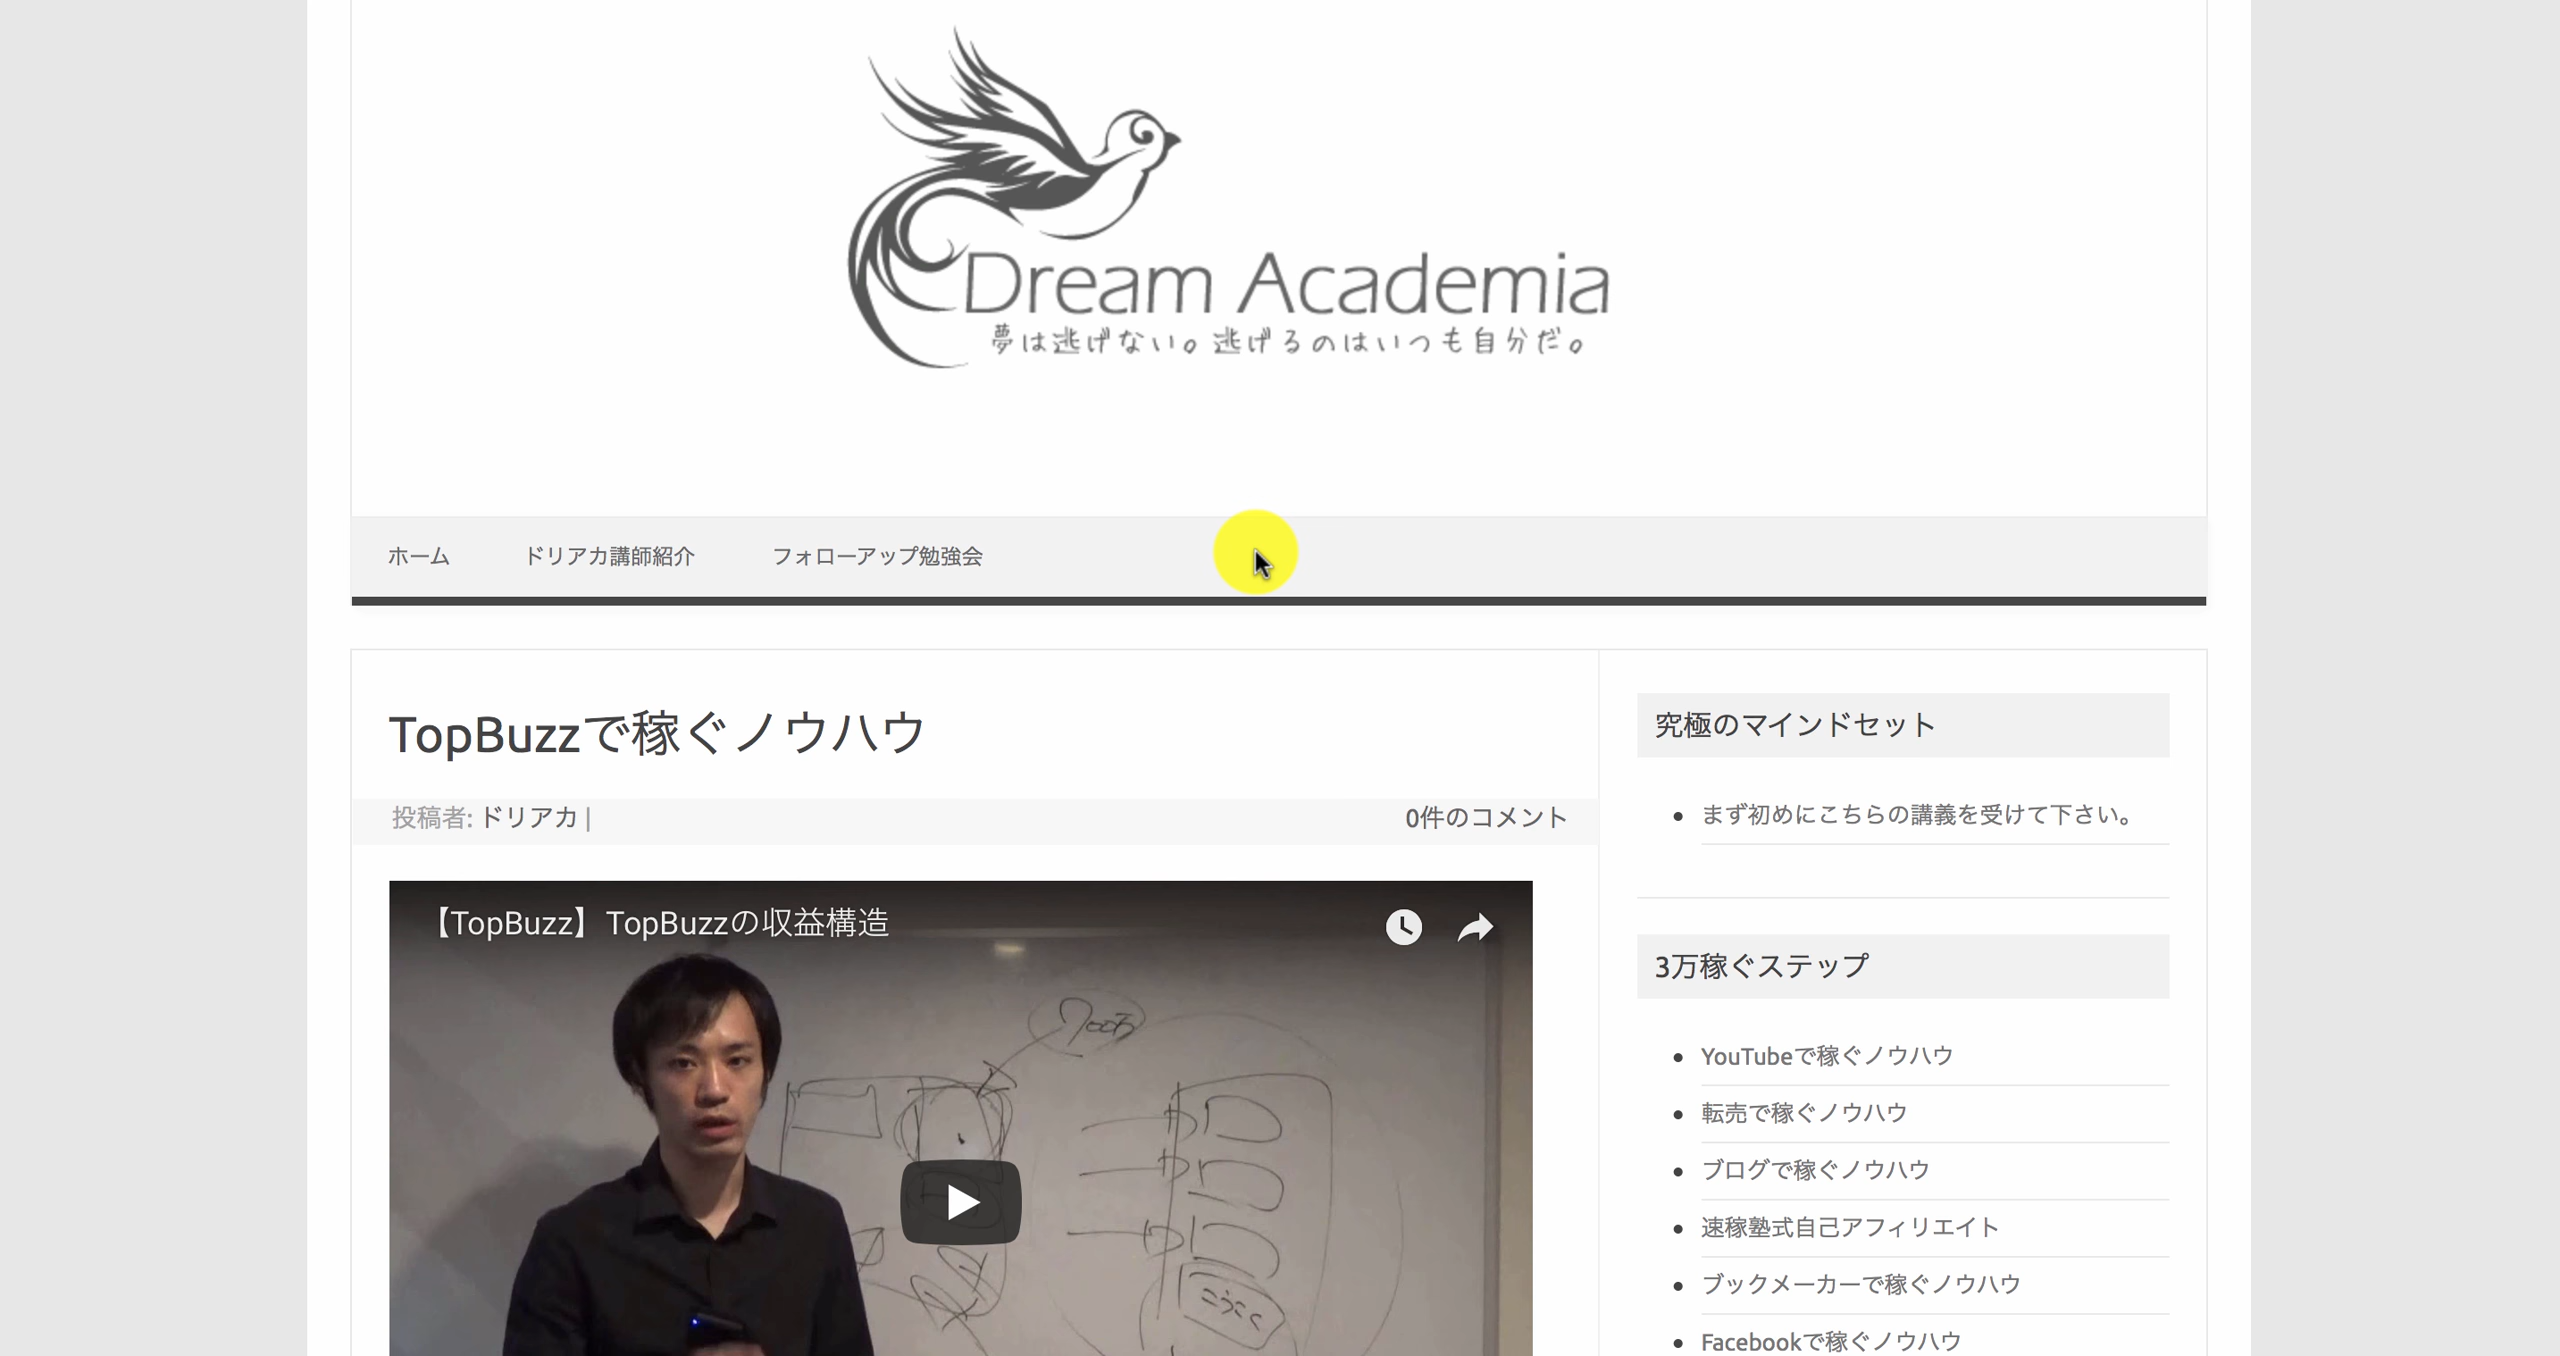 Dream Academia
夢は逃げない。逃げるのはいつも自分だ。
ホーム
ドリアカ講師紹介
フォローアップ勉強会
TopBuzzで稼ぐノウハウ
投稿者: ドリアカ |
0件のコメント
【TopBuzz】TopBuzzの収益構造
700万
こうこく
究極のマインドセット
まず初めにこちらの講義を受けて下さい。
3万稼ぐステップ
YouTubeで稼ぐノウハウ
転売で稼ぐノウハウ
ブログで稼ぐノウハウ
速稼塾式自己アフィリエイト
ブックメーカーで稼ぐノウハウ
Facebookで稼ぐノウハウ